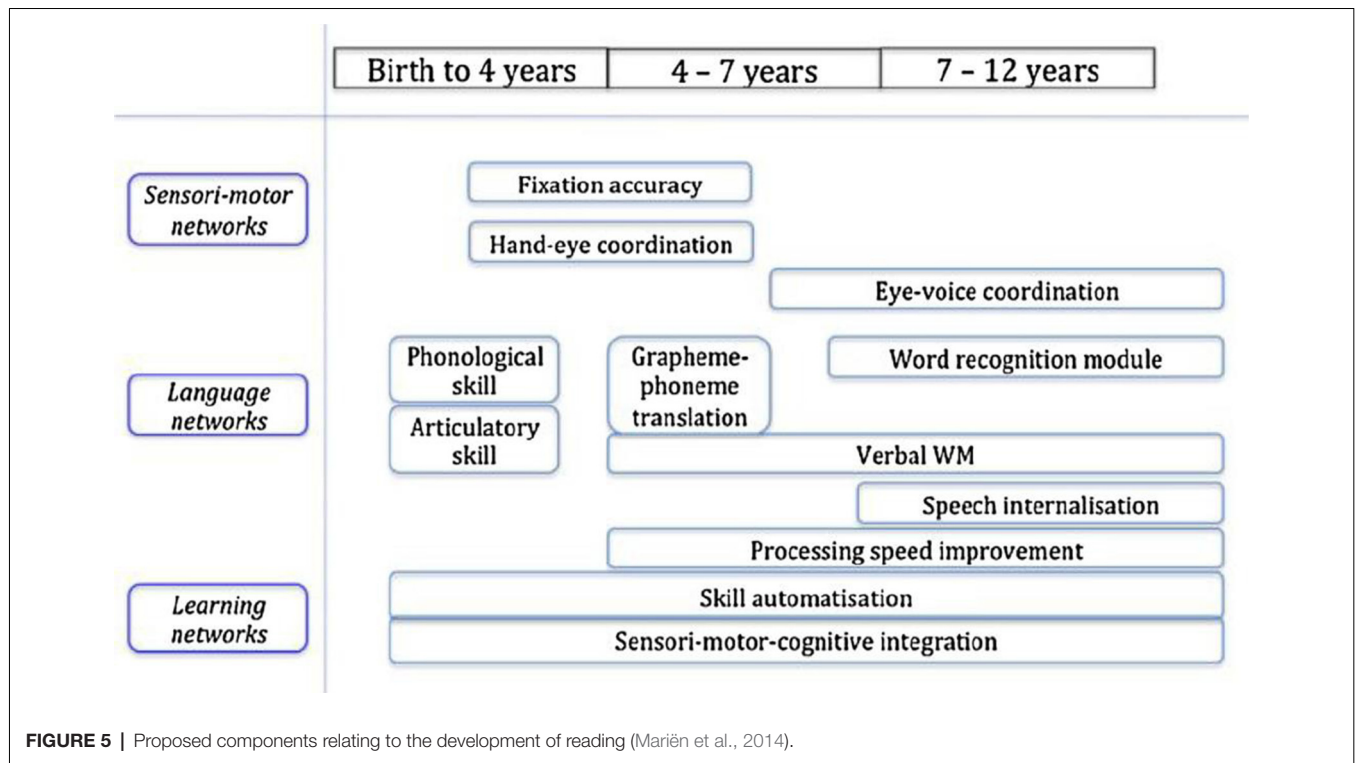 Birth to 4 years
4 – 7 years
7 – 12 years
Sensori-motor
networks
Fixation accuracy
Hand-eye coordination
Eye-voice coordination
Language
networks
Phonological
skill
Articulatory
skill
Grapheme-
phoneme
translation
Word recognition module
Verbal WM
Speech internalisation
Processing speed improvement
Learning
networks
Skill automatisation
Sensori-motor-cognitive integration
FIGURE 5 | Proposed components relating to the development of reading (Mariën et al., 2014).